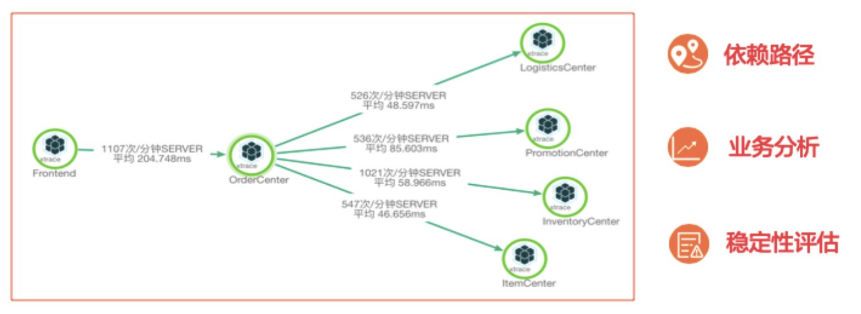 xtrace
LogisticsCenter
依赖路径
526次/分钟SERVER
平均 48.597ms
536次/分钟SERVER
平均 85.603ms
xtrace
PromotionCenter
1107次/分钟SERVER
平均 204.748ms
xtrace
Frontend
xtrace
OrderCenter
业务分析
1021次/分钟SERVER
平均 58.966ms
xtrace
InventoryCenter
547次/分钟SERVER
平均 46.656ms
xtrace
ItemCenter
稳定性评估